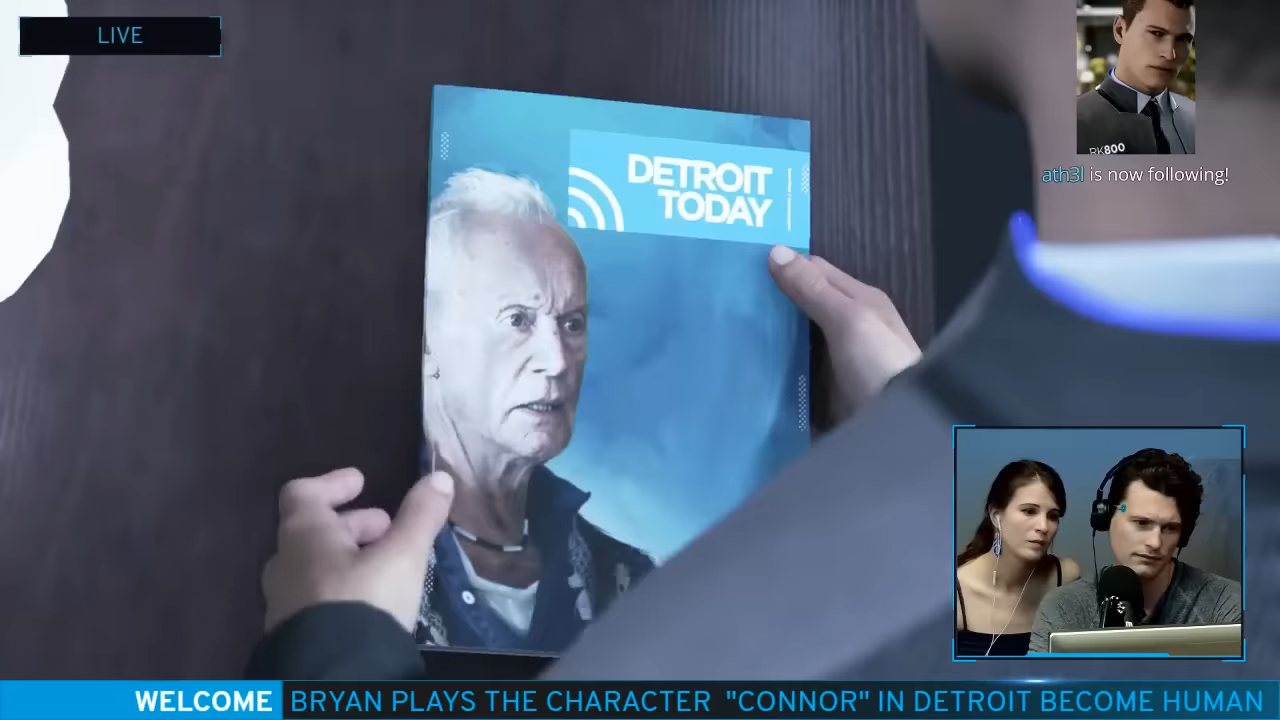 LIVE
DETROIT
TODAY
RK800
ath3l is now following!
WELCOME
BRYAN PLAYS THE CHARACTER "CONNOR" IN DETROIT BECOME HUMAN